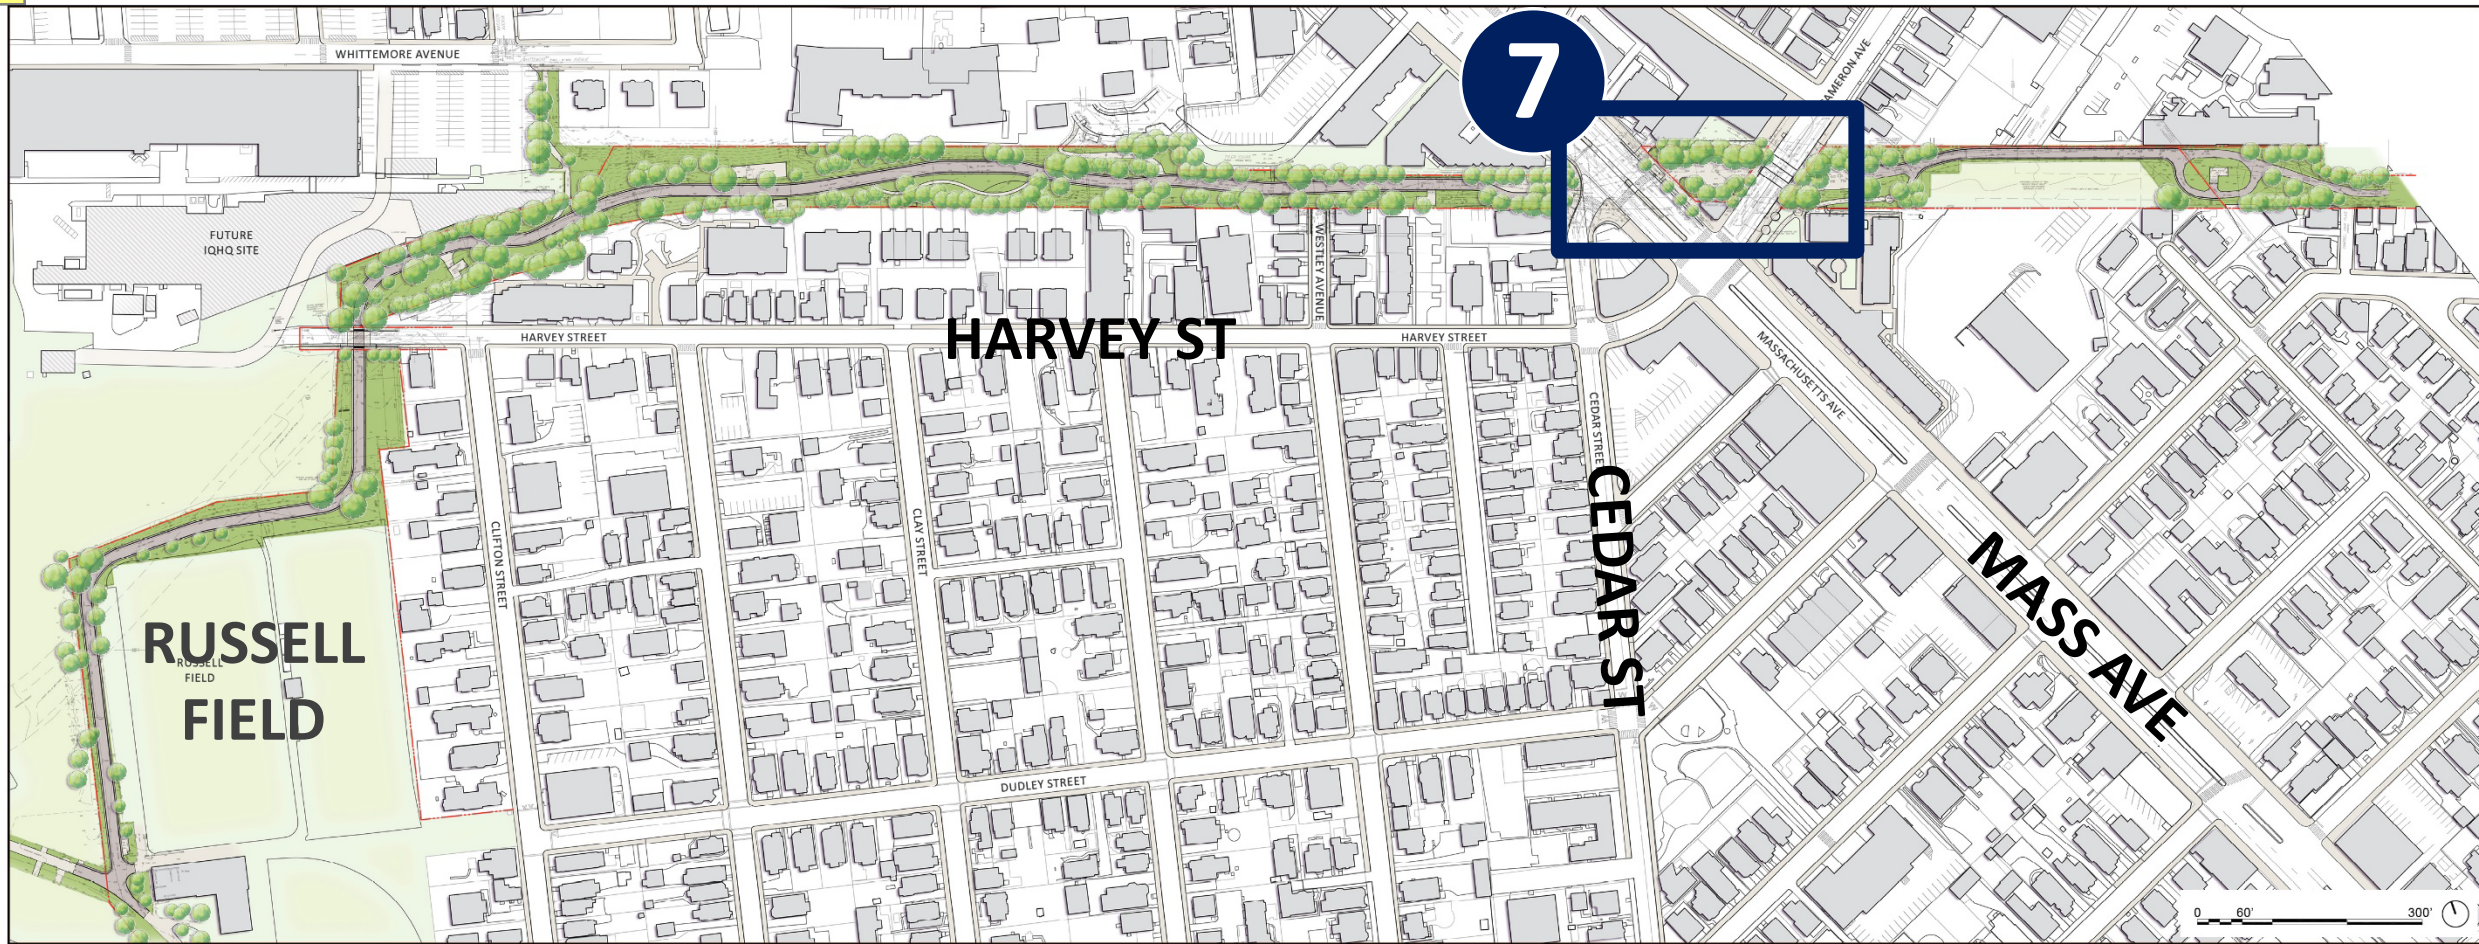 WHITTEMORE AVENUE
7
CAMERON AVE
FUTURE
IQHQ SITE
WESTLEY AVENUE
HARVEY STREET
HARVEY ST
HARVEY STREET
MASSACHUSETTS AVE
CEDAR STREET
CEDAR ST
CLIFTON STREET
CLAY STREET
MASS AVE
RUSSELL
FIELD
RUSSELL
FIELD
DUDLEY STREET
0 60' 300'